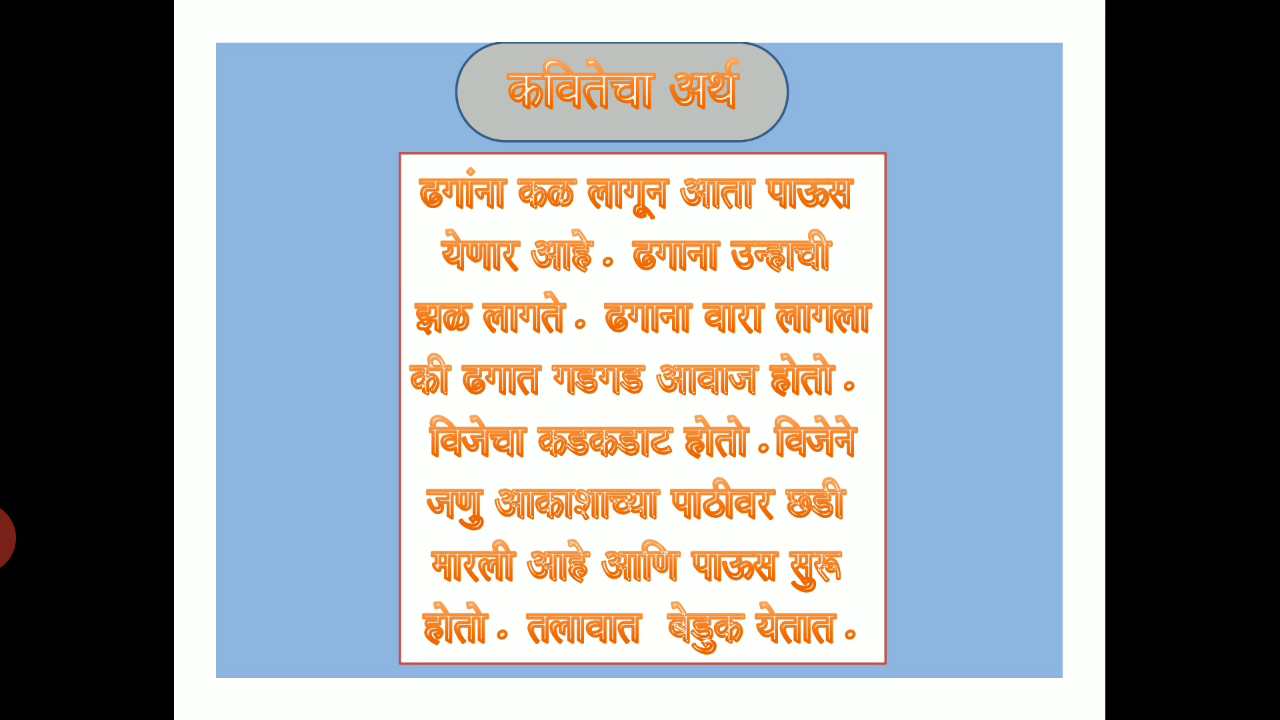 कवितेचा अर्थ
ढगांना कळ लागून आता पाऊस
येणार आहे . ढगाना उन्हाची
झळ लागते . ढगाना वारा लागला
की ढगात गडगड आवाज होतो .
विजेचा कडकडाट होतो .विजेने
जणु आकाशाच्या पाठीवर छडी
मारली आहे आणि पाऊस सुरू
होतो . तलावात बेडुक येतात .